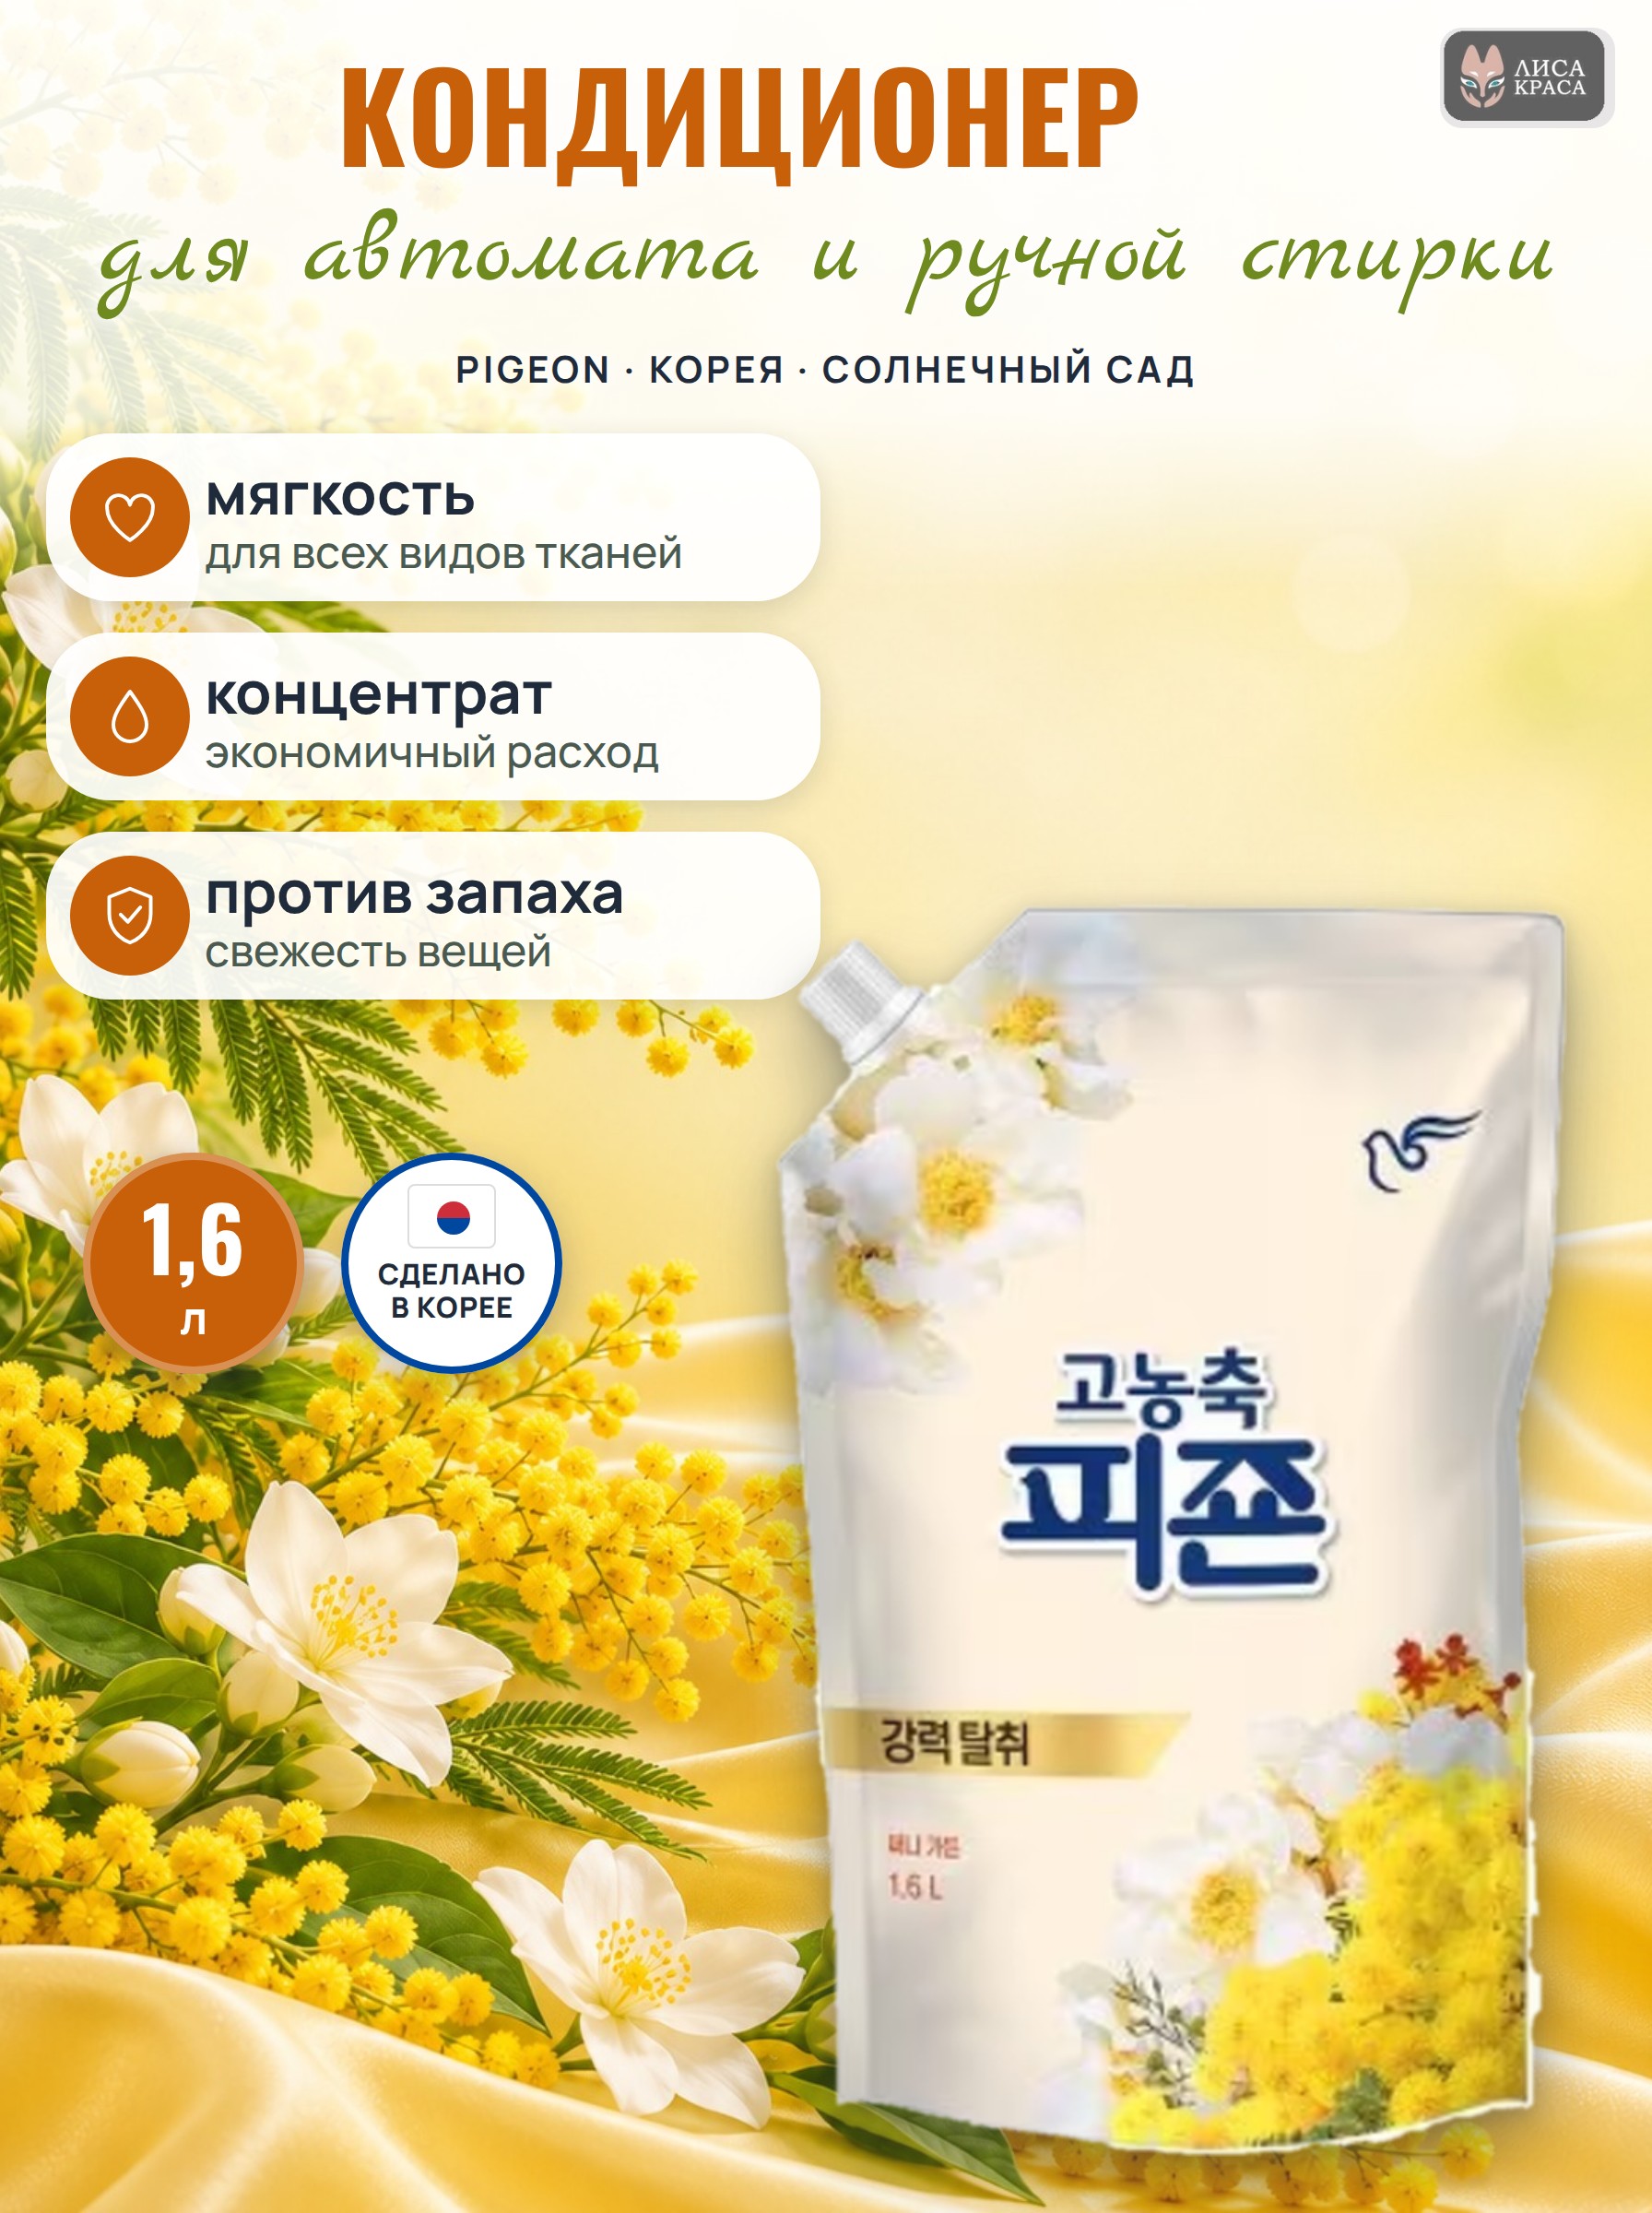 КОНДИЦИОНЕР
ЛИСА
КРАСА
для автомата и ручной стирки
PIGEON · КОРЕЯ · СОЛНЕЧНЫЙ САД
мягкость
для всех видов тканей
концентрат
экономичный расход
против запаха
свежесть вещей
1,6
л
СДЕЛАНО
В КОРЕЕ
고농축
피죤
강력 탈취
가든
1.6 L